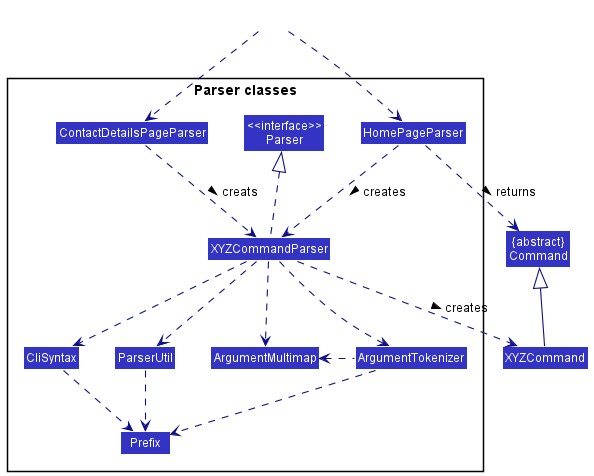 Parser classes
ContactDetailsPageParser
<<interface>>
Parser
HomePageParser
creats
creates
returns
XYZCommandParser
{abstract}
Command
creates
CliSyntax
ParserUtil
ArgumentMultimap
ArgumentTokenizer
XYZCommand
Prefix